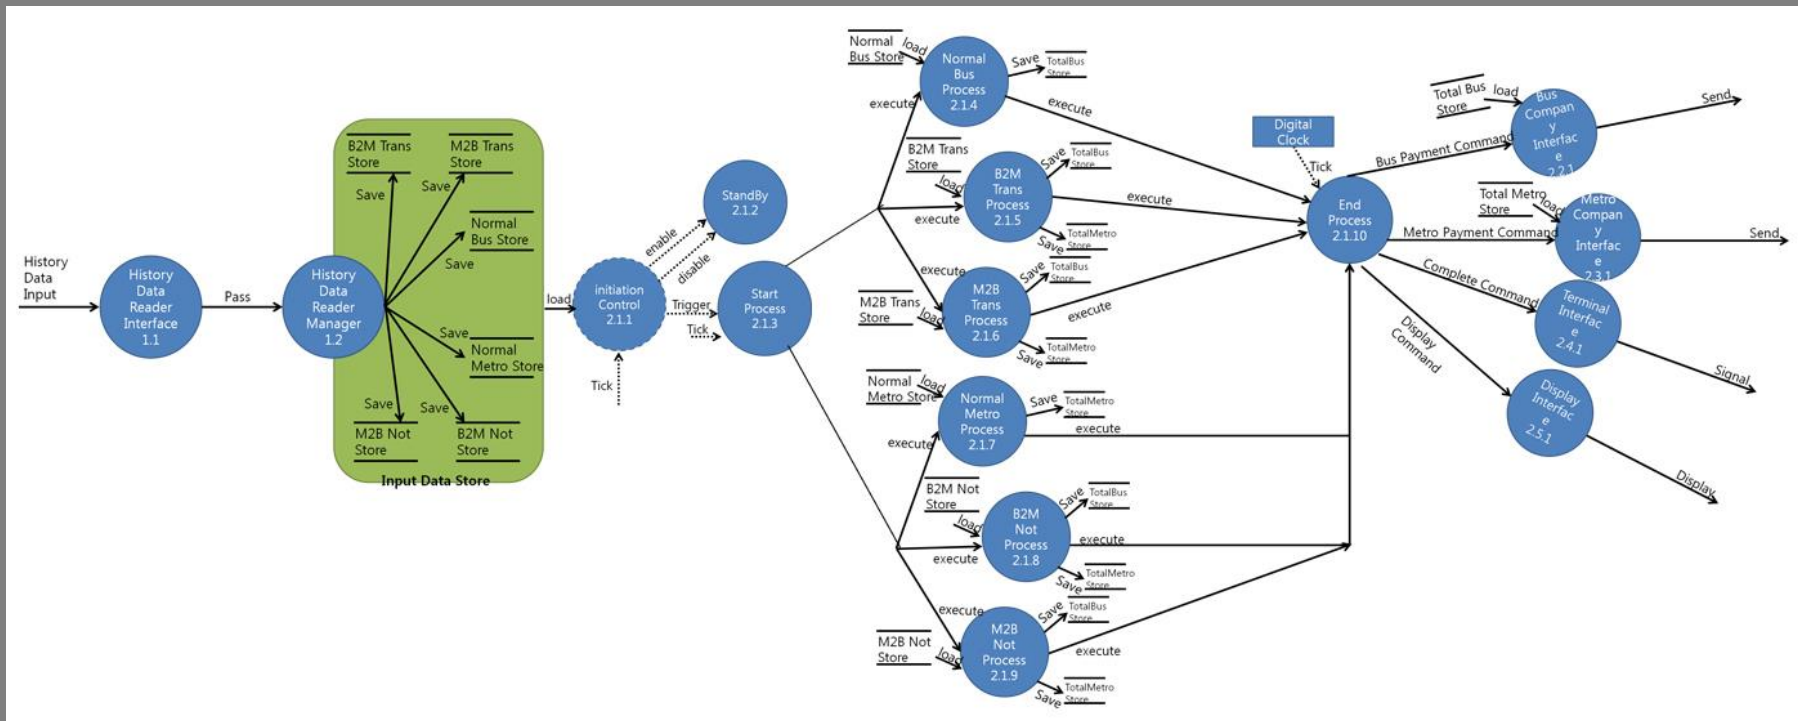 History
Data
Input
History
Data
Reader
Interface
1.1
Pass
History
Data
Reader
Manager
1.2
B2M Trans
Store
M2B Trans
Store
Save
Save
Normal
Bus Store
Save
Save
Normal
Metro Store
Save
Save
M2B Not
Store
B2M Not
Store
Input Data Store
load
initiation
Control
2.1.1
Tick
enable
disable
Trigger
Tick
StandBy
2.1.2
Start
Process
2.1.3
Normal
Bus Store
load
Normal
Bus
Process
2.1.4
Save
TotalBus
Store
execute
execute
B2M Trans
Store
load
B2M
Trans
Process
2.1.5
Save
TotalBus
Store
Save
TotalMetro
Store
execute
execute
M2B Trans
Store
load
M2B
Trans
Process
2.1.6
Save
TotalBus
Store
Save
TotalMetro
Store
execute
execute
Normal
Metro Store
load
Normal
Metro
Process
2.1.7
Save
TotalMetro
Store
execute
execute
B2M Not
Store
load
B2M
Not
Process
2.1.8
Save
TotalBus
Store
Save
TotalMetro
Store
execute
execute
M2B Not
Store
load
M2B
Not
Process
2.1.9
Save
TotalBus
Store
Save
TotalMetro
Store
execute
execute
Digital
Clock
Tick
End
Process
2.1.10
Total Bus
Store
load
Bus Payment Command
Bus
Compan
y
Interfac
e
2.2.1
Send
Total Metro
Store
load
Metro Payment Command
Metro
Compan
y
Interfac
e
2.3.1
Send
Complete Command
Terminal
Interfac
e
2.4.1
Signal
Display
Command
Display
Interfac
e
2.5.1
Display